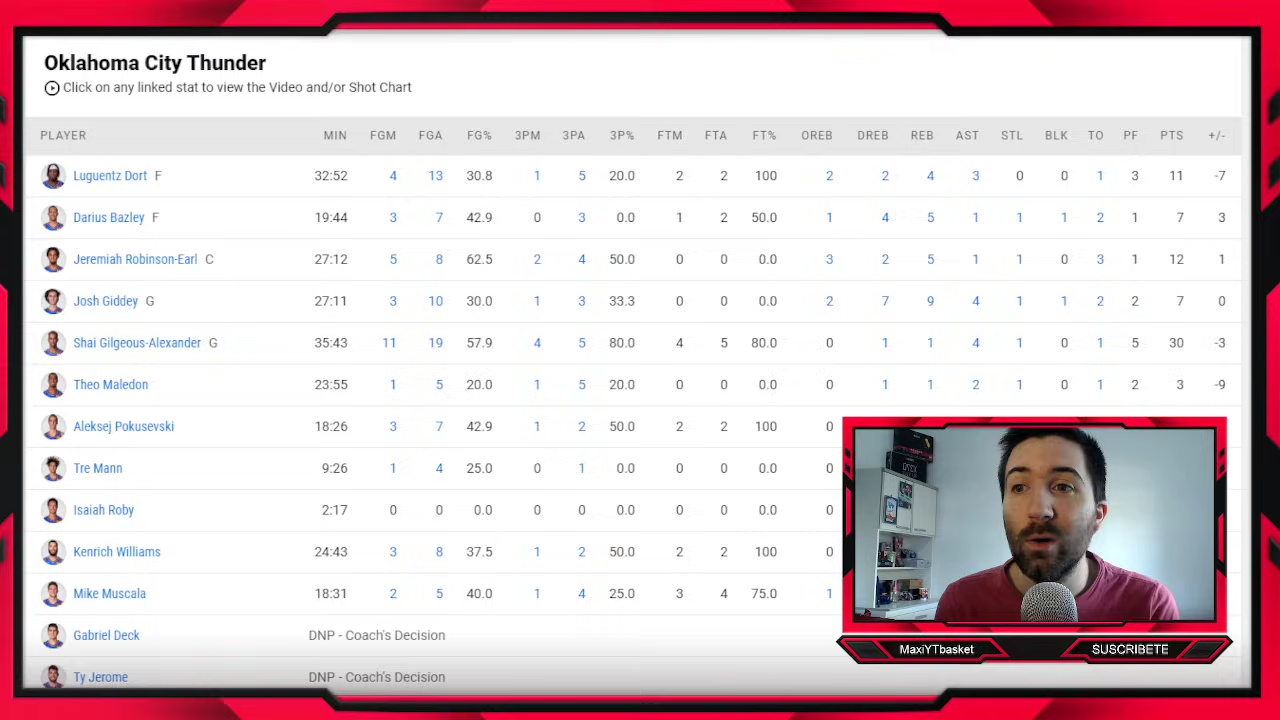 Oklahoma City Thunder
Click on any linked stat to view the Video and/or Shot Chart
PLAYER MIN FGM FGA FG% 3PM 3PA 3P% FTM FTA FT% OREB DREB REB AST STL BLK TO PF PTS +/-
Luguentz Dort F 32:52 4 13 30.8 1 5 20.0 2 2 100 2 2 4 3 0 0 1 3 11 -7
Darius Bazley F 19:44 3 7 42.9 0 3 0.0 1 2 50.0 1 4 5 1 1 1 2 1 7 3
Jeremiah Robinson-Earl C 27:12 5 8 62.5 2 4 50.0 0 0 0.0 3 2 5 1 1 0 3 1 12 1
Josh Giddey G 27:11 3 10 30.0 1 3 33.3 0 0 0.0 2 7 9 4 1 1 2 2 7 0
Shai Gilgeous-Alexander G 35:43 11 19 57.9 4 5 80.0 4 5 80.0 0 1 1 4 1 0 1 5 30 -3
Theo Maledon 23:55 1 5 20.0 1 5 20.0 0 0 0.0 0 1 1 2 1 0 1 2 3 -9
Aleksej Pokusevski 18:26 3 7 42.9 1 2 50.0 2 2 100 0
Tre Mann 9:26 1 4 25.0 0 1 0.0 0 0 0.0 0
Isaiah Roby 2:17 0 0 0.0 0 0 0.0 0 0 0.0 0
Kenrich Williams 24:43 3 8 37.5 1 2 50.0 2 2 100 0
Mike Muscala 18:31 2 5 40.0 1 4 25.0 3 4 75.0 1
Gabriel Deck DNP - Coach's Decision
Ty Jerome DNP - Coach's Decision
MaxiYTbasket SUSCRIBETE